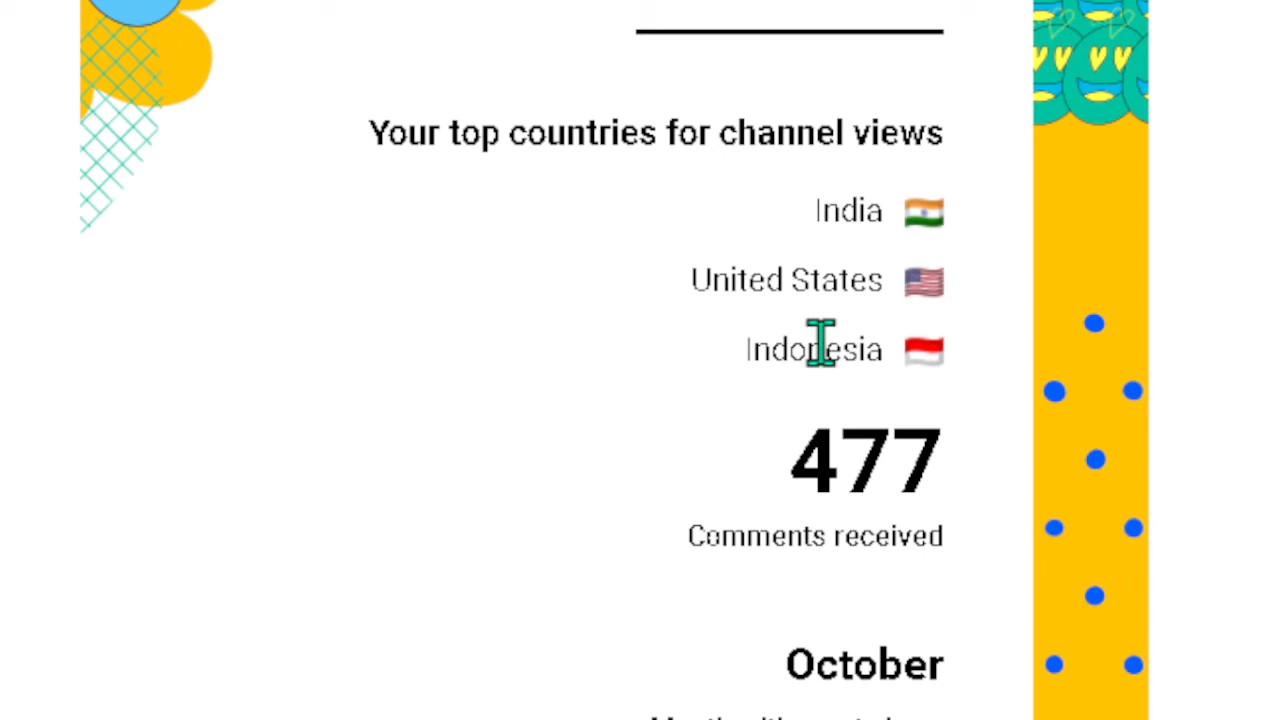 Your top countries for channel views
India
United States
Indonesia
477
Comments received
October